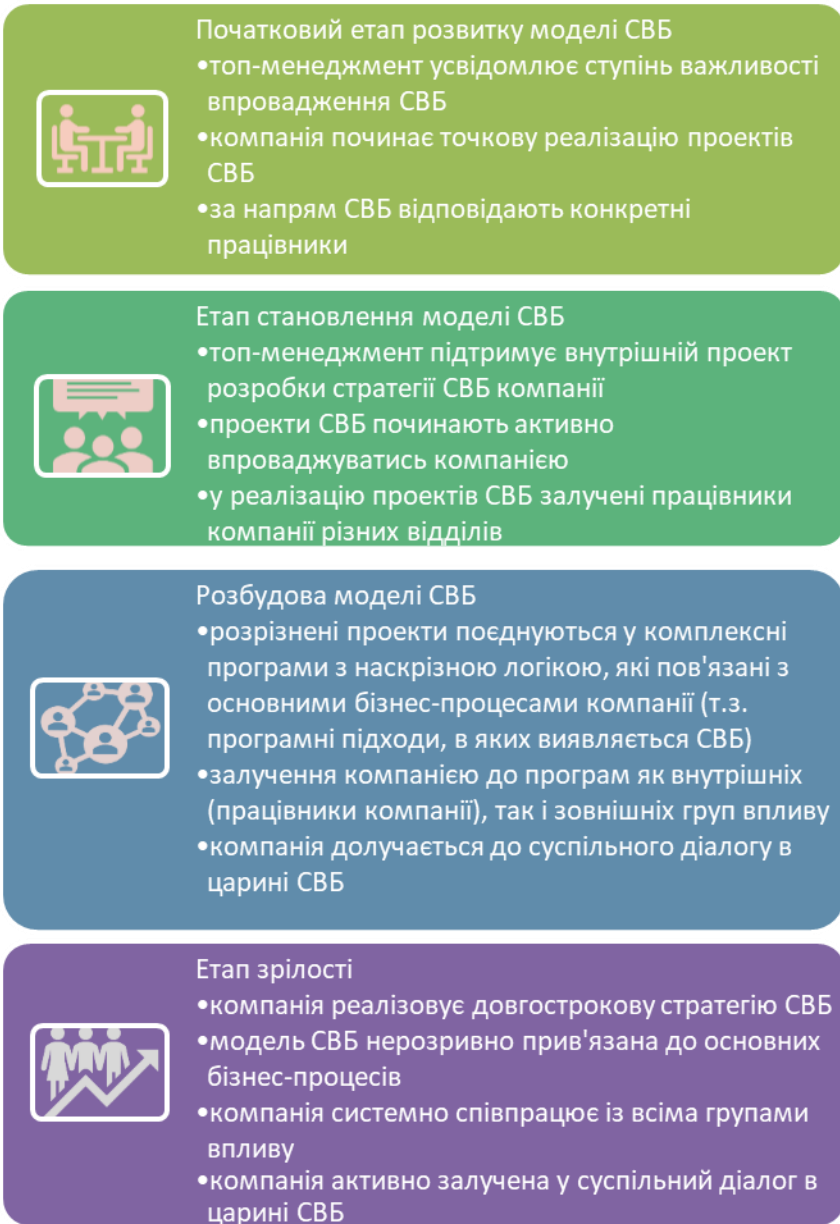 Початковий етап розвитку моделі СВБ
•топ-менеджмент усвідомлює ступінь важливості
впровадження СВБ
•компанія починає точкову реалізацію проектів
СВБ
•за напрям СВБ відповідають конкретні
працівники
Етап становлення моделі СВБ
•топ-менеджмент підтримує внутрішній проект
розробки стратегії СВБ компанії
•проекти СВБ починають активно
впроваджуватись компанією
•у реалізацію проектів СВБ залучені працівники
компанії різних відділів
Розбудова моделі СВБ
•розрізнені проекти поєднуються у комплексні
програми з наскрізною логікою, які пов'язані з
основними бізнес-процесами компанії (т.з.
програмні підходи, в яких виявляється СВБ)
•залучення компанією до програм як внутрішніх
(працівники компанії), так і зовнішніх груп впливу
•компанія долучається до суспільного діалогу в
царині СВБ
Етап зрілості
•компанія реалізовує довгострокову стратегію СВБ
•модель СВБ нерозривно прив'язана до основних
бізнес-процесів
•компанія системно співпрацює із всіма групами
впливу
•компанія активно залучена у суспільний діалог в
царині СВБ